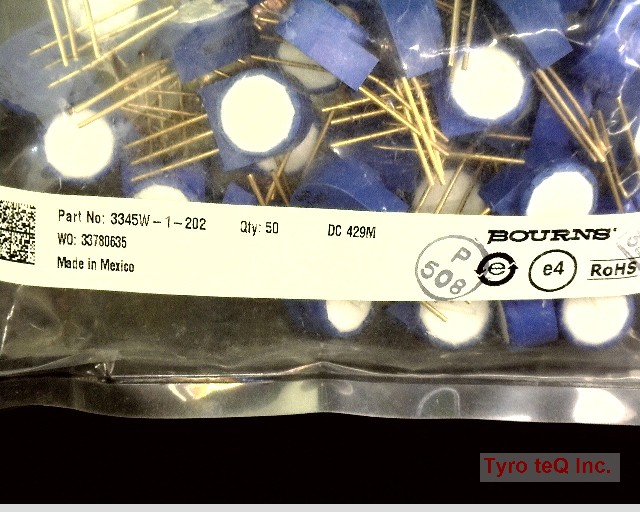 Part No: 3345W-1-202 Qty: 50 DC 429M
WO: 33780635
Made in Mexico
BOURNS®
P
508
e
e4
RoHS
Tyro teQ Inc.